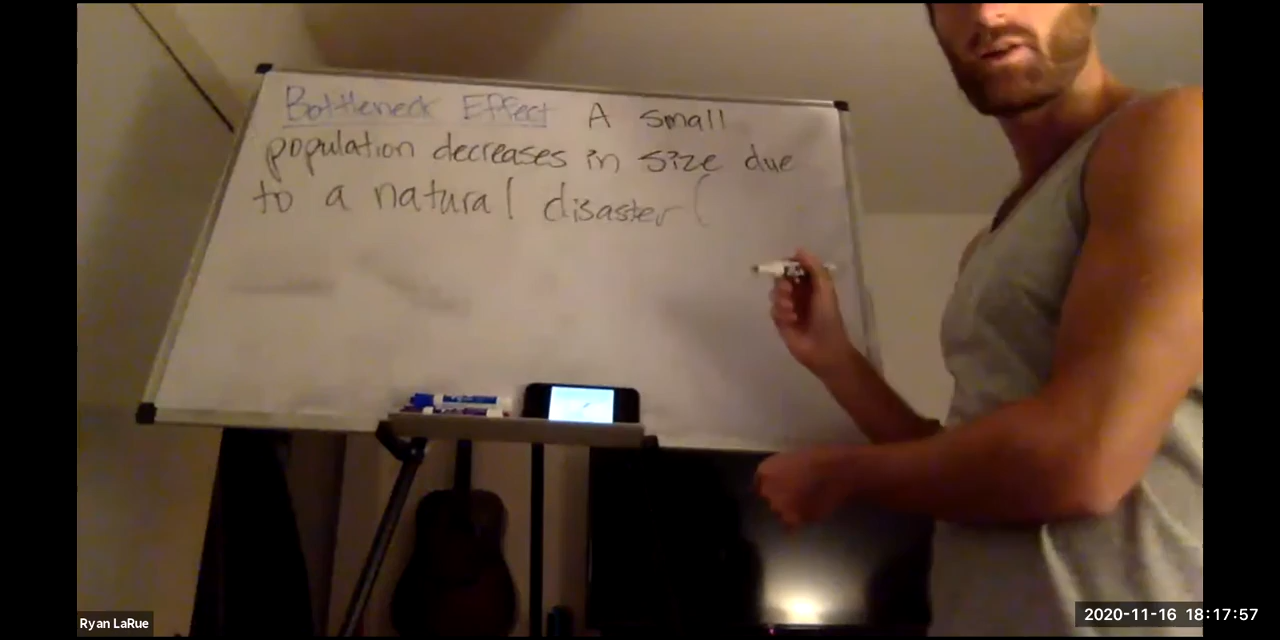 Bottleneck Effect A small
population decreases in size due
to a natural disaster (
Ryan LaRue
2020-11-16 18:17:57